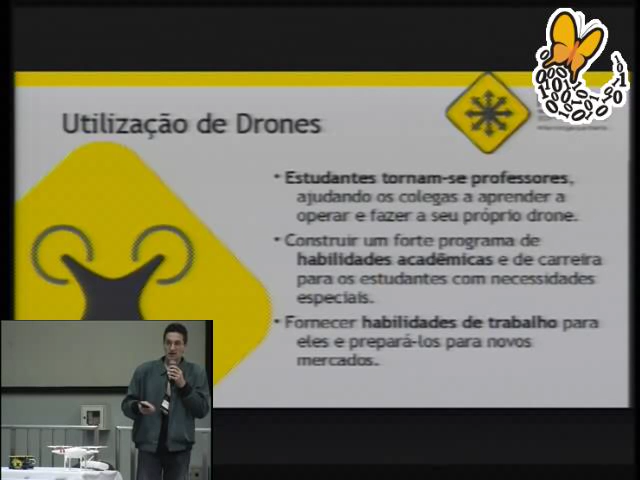 Utilização de Drones
• Estudantes tornam-se professores,
ajudando os colegas a aprender a
operar e fazer a seu próprio drone.
• Construir um forte programa de
habilidades acadêmicas e de carreira
para os estudantes com necessidades
especiais.
• Fornecer habilidades de trabalho para
eles e prepará-los para novos
mercados.